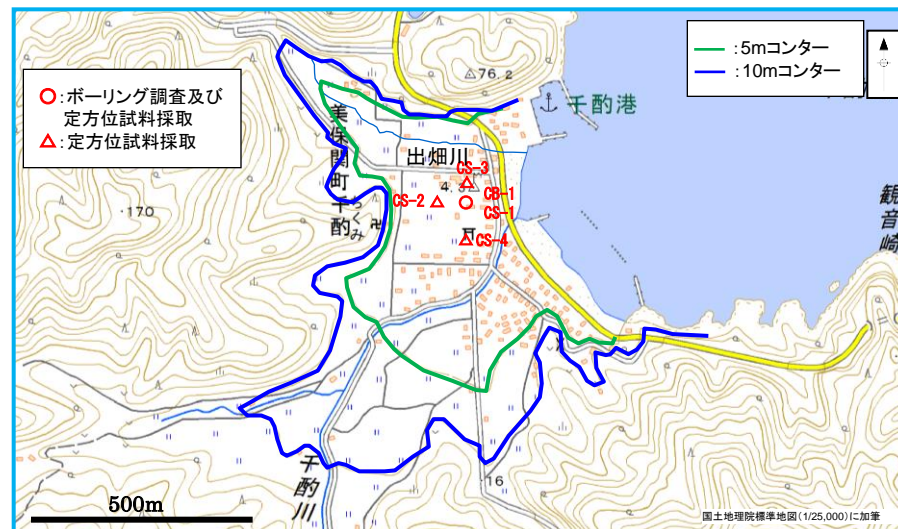 :5mコンター
:10mコンター
○:ボーリング調査及び
定方位試料採取
△:定方位試料採取
76.2
千酌港
美保関町千酌
ちくみ
出畑川
CS-3
4.3
CB-1
CS-2
CS-1
CS-4
170
観音崎
千酌川
16
500m
国土地理院標準地図(1/25,000)に加筆